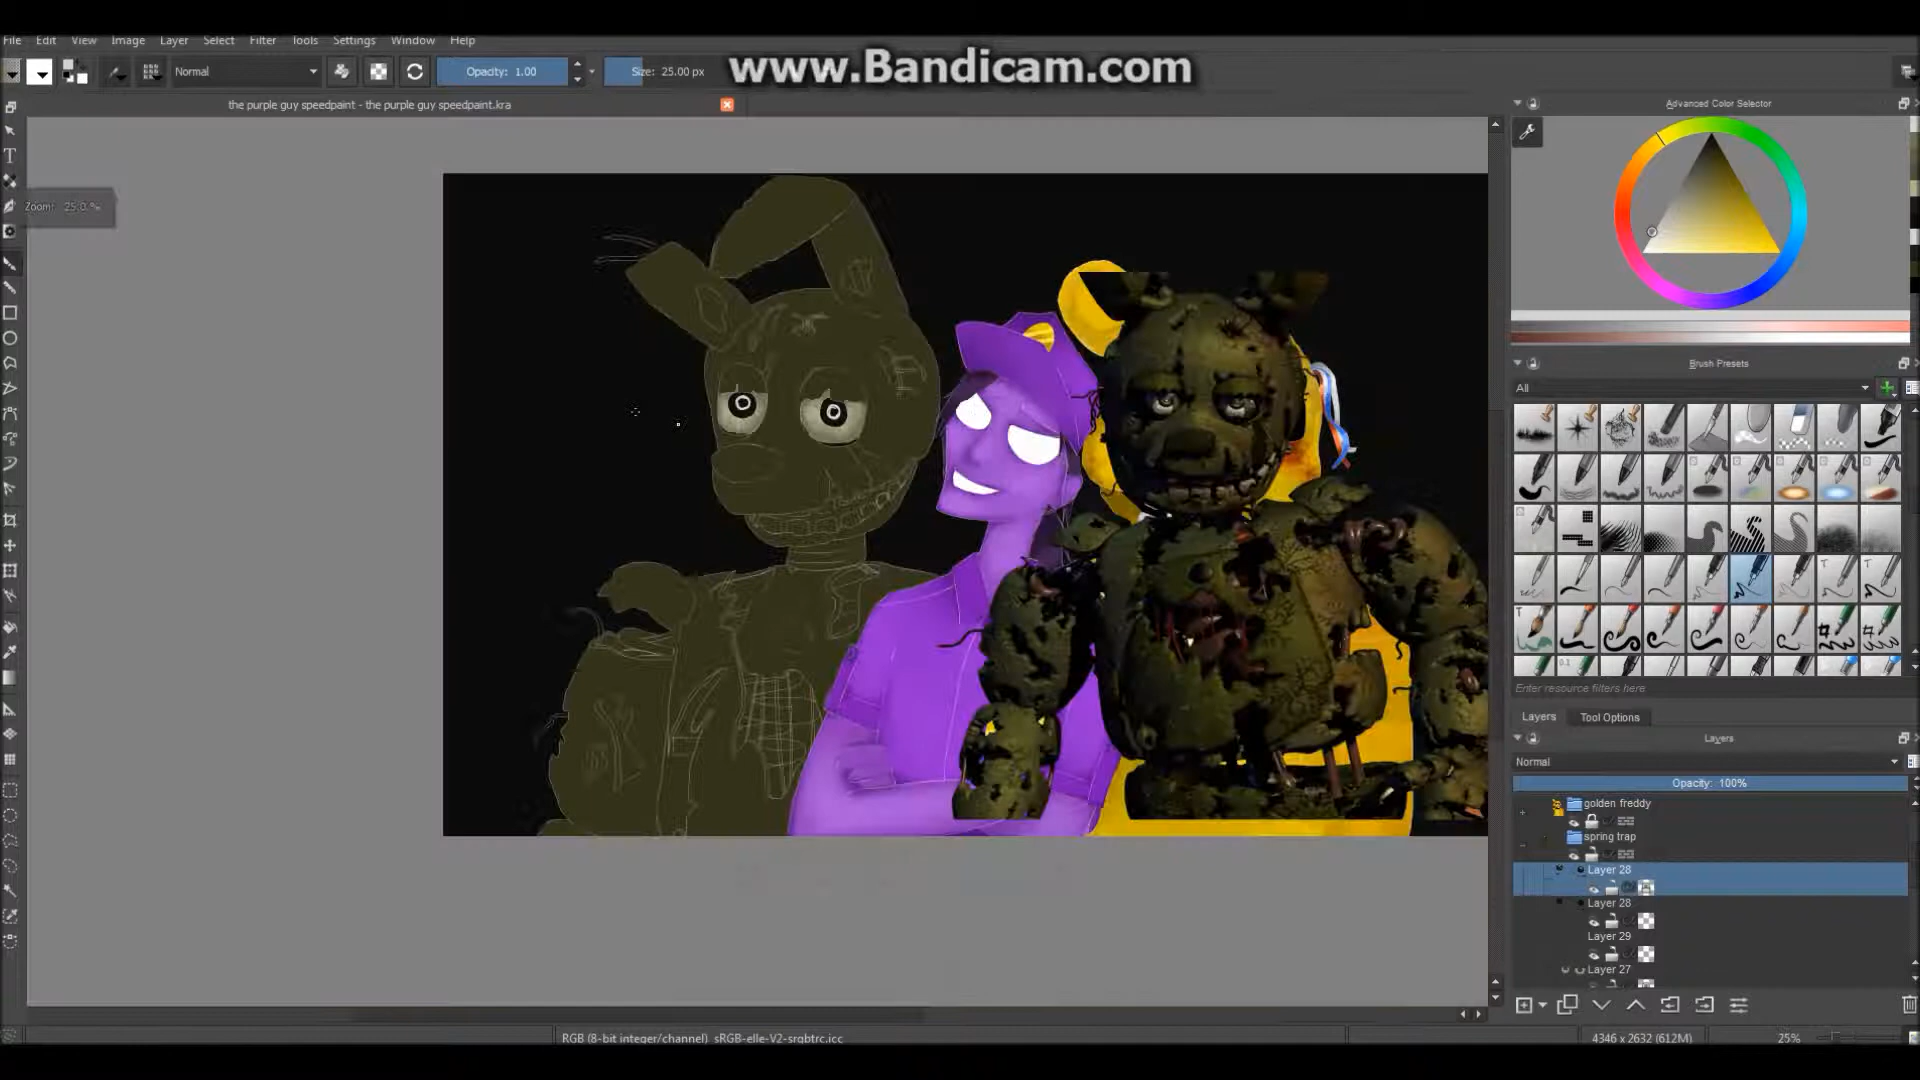 File Edit View Image Layer Select Filter Tools Settings Window Help
Normal
Opacity: 1.00
Size: 25.00 px
www.Bandicam.com
the purple guy speedpaint - the purple guy speedpaint.kra
Zoom: 25.0 %
Advanced Color Selector
Brush Presets
All
Enter resource filters here
Layers Tool Options
Layers
Normal
Opacity: 100%
golden freddy
spring trap
Layer 28
Layer 28
Layer 29
Layer 27
RGB (8-bit integer/channel) sRGB-elle-V2-srgbtrc.icc
4346 x 2632 (612M)
25%